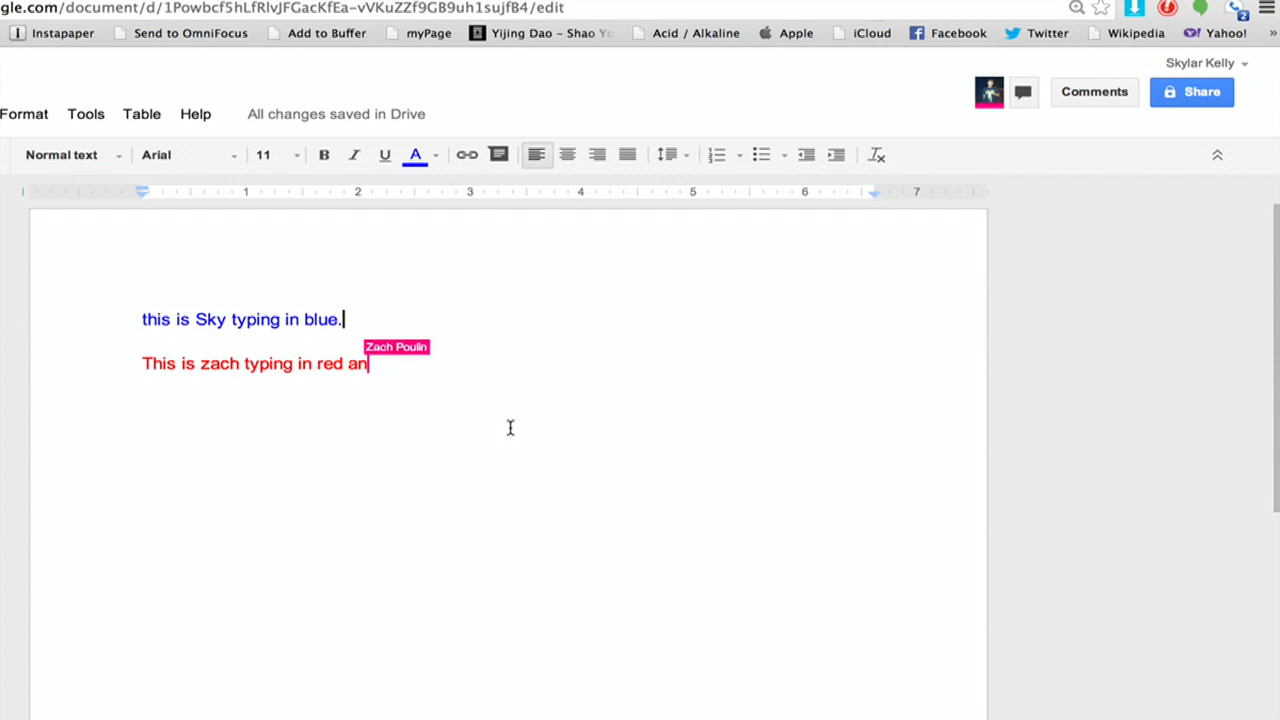 gle.com/document/d/1Powbcf5hLfRlvJFGacKfEa-vVKuZZf9GB9uh1sujfB4/edit
Instapaper Send to OmniFocus Add to Buffer myPage Yijing Dao – Shao Yo Acid / Alkaline Apple iCloud Facebook Twitter Wikipedia Yahoo! »
Skylar Kelly
Format Tools Table Help All changes saved in Drive Comments Share
Normal text Arial 11 B I U A
1 2 3 4 5 6 7
this is Sky typing in blue.
Zach Poulin
This is zach typing in red an